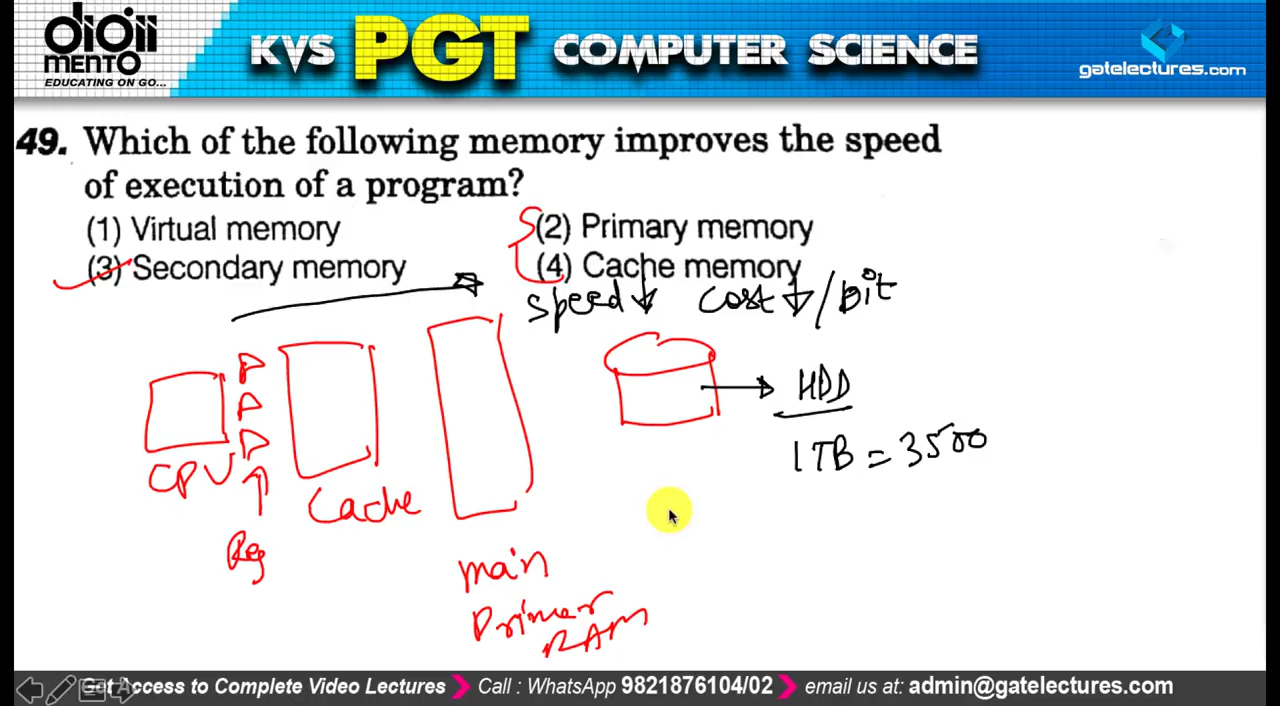 digii
mento
EDUCATING ON GO...
KVS PGT COMPUTER SCIENCE
gatelectures.com
49. Which of the following memory improves the speed
of execution of a program?
(1) Virtual memory (2) Primary memory
(3) Secondary memory (4) Cache memory
speed ↓ cost ↓/bit
HDD
1TB = 3500
CPU
Cache
Reg
main
RAM
Get Access to Complete Video Lectures Call : WhatsApp 9821876104/02 email us at: admin@gatelectures.com